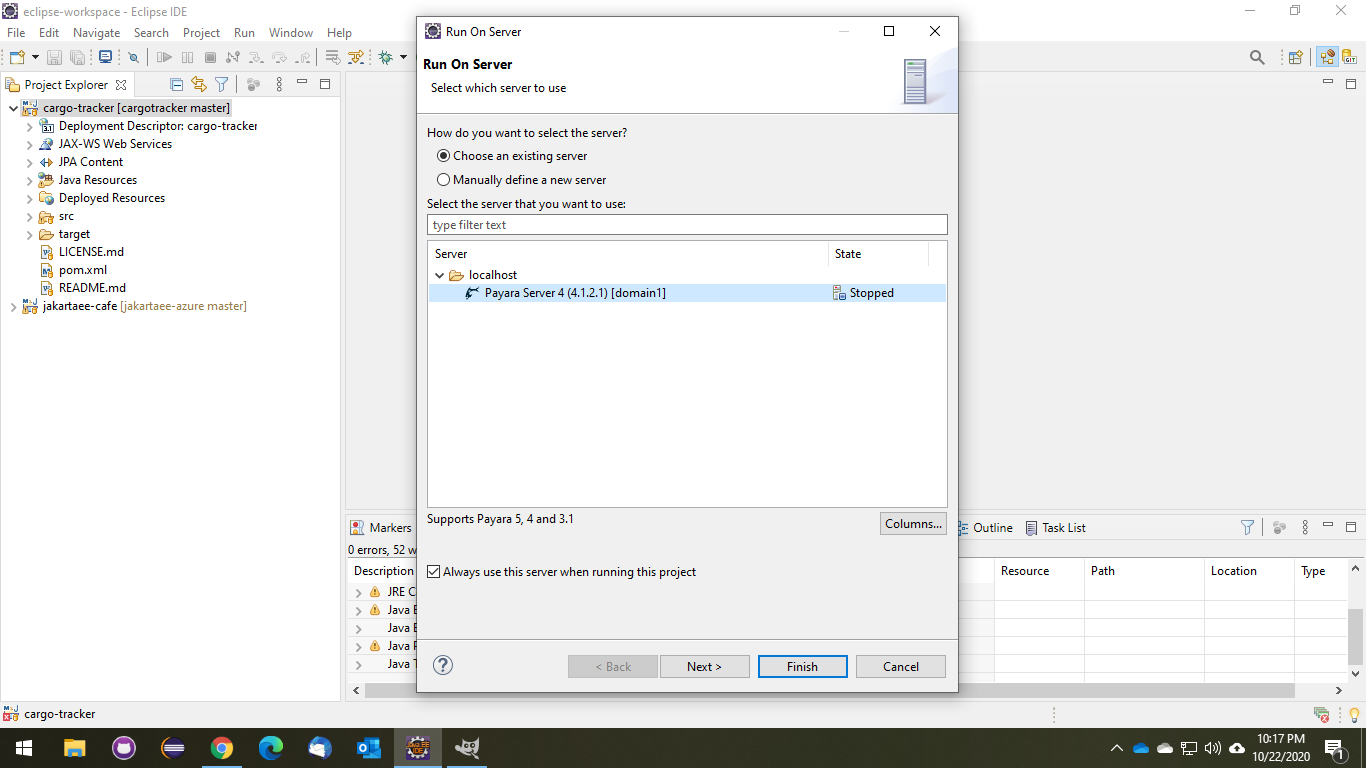 eclipse-workspace - Eclipse IDE
File Edit Navigate Search Project Run Window Help
Project Explorer
cargo-tracker [cargotracker master]
Deployment Descriptor: cargo-tracker
JAX-WS Web Services
JPA Content
Java Resources
Deployed Resources
src
target
LICENSE.md
pom.xml
README.md
jakartaee-cafe [jakartaee-azure master]
Run On Server
Run On Server
Select which server to use
How do you want to select the server?
Choose an existing server
Manually define a new server
Select the server that you want to use:
type filter text
Server State
localhost
Payara Server 4 (4.1.2.1) [domain1] Stopped
Supports Payara 5, 4 and 3.1
Columns...
Always use this server when running this project
< Back Next > Finish Cancel
Markers Outline Task List
0 errors, 52 w
Description Resource Path Location Type
JRE C
Java E
Java E
Java P
Java T
cargo-tracker
10:17 PM
10/22/2020